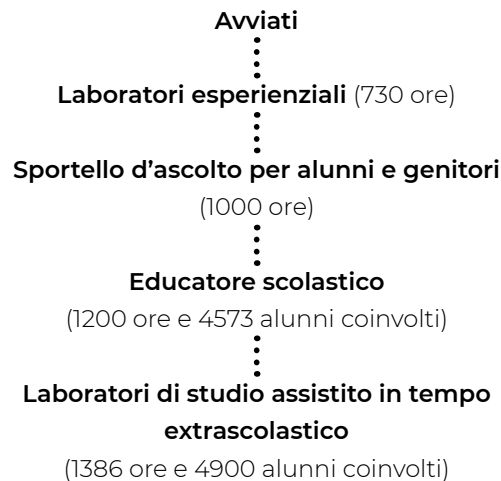 Avviati
Laboratori esperienziali (730 ore)
Sportello d’ascolto per alunni e genitori
(1000 ore)
Educatore scolastico
(1200 ore e 4573 alunni coinvolti)
Laboratori di studio assistito in tempo
extrascolastico
(1386 ore e 4900 alunni coinvolti)